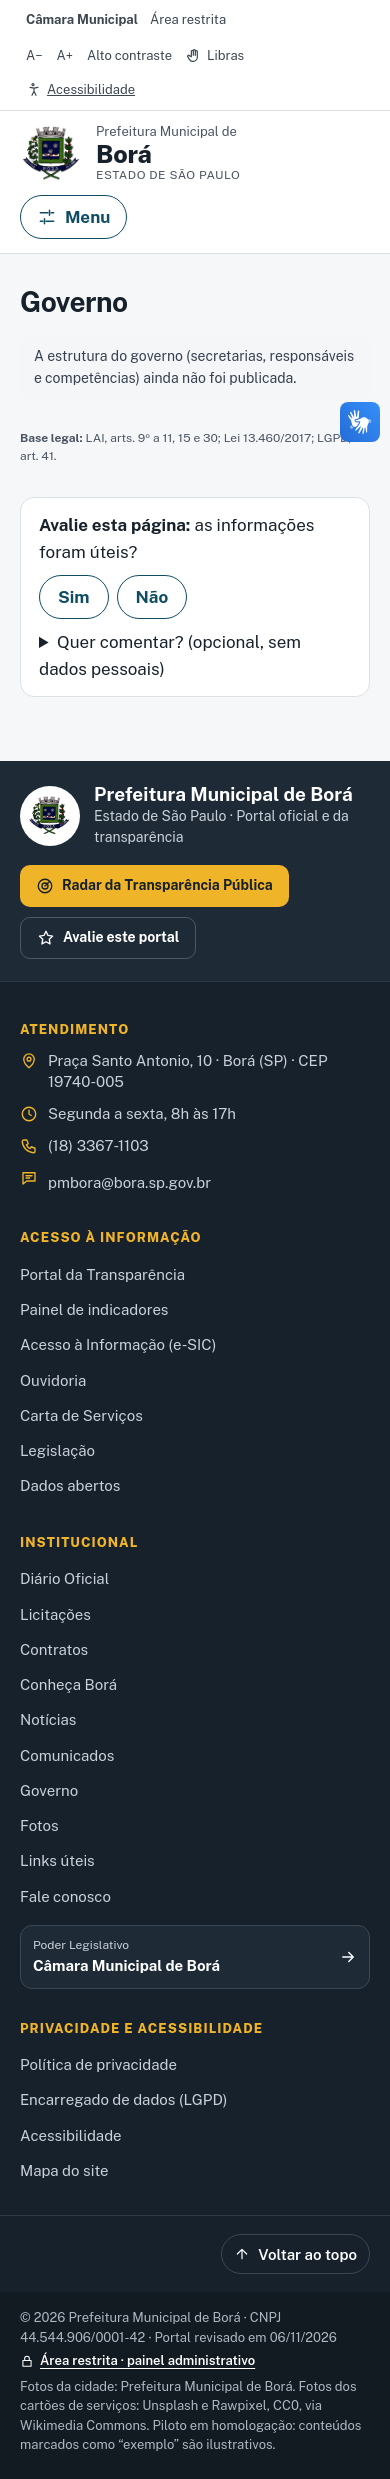 Câmara Municipal Área restrita
A− A+ Alto contraste Libras
Acessibilidade
Prefeitura Municipal de
Borá
ESTADO DE SÃO PAULO
Menu
Governo
A estrutura do governo (secretarias, responsáveis
e competências) ainda não foi publicada.
Base legal: LAI, arts. 9º a 11, 15 e 30; Lei 13.460/2017; LGPD,
art. 41.
Avalie esta página: as informações
foram úteis?
Sim Não
Quer comentar? (opcional, sem
dados pessoais)
Prefeitura Municipal de Borá
Estado de São Paulo · Portal oficial e da
transparência
Radar da Transparência Pública
Avalie este portal
ATENDIMENTO
Praça Santo Antonio, 10 · Borá (SP) · CEP
19740-005
Segunda a sexta, 8h às 17h
(18) 3367-1103
pmbora@bora.sp.gov.br
ACESSO À INFORMAÇÃO
Portal da Transparência
Painel de indicadores
Acesso à Informação (e-SIC)
Ouvidoria
Carta de Serviços
Legislação
Dados abertos
INSTITUCIONAL
Diário Oficial
Licitações
Contratos
Conheça Borá
Notícias
Comunicados
Governo
Fotos
Links úteis
Fale conosco
Poder Legislativo
Câmara Municipal de Borá
PRIVACIDADE E ACESSIBILIDADE
Política de privacidade
Encarregado de dados (LGPD)
Acessibilidade
Mapa do site
Voltar ao topo
© 2026 Prefeitura Municipal de Borá · CNPJ
44.544.906/0001-42 · Portal revisado em 06/11/2026
Área restrita · painel administrativo
Fotos da cidade: Prefeitura Municipal de Borá. Fotos dos
cartões de serviços: Unsplash e Rawpixel, CC0, via
Wikimedia Commons. Piloto em homologação: conteúdos
marcados como “exemplo” são ilustrativos.